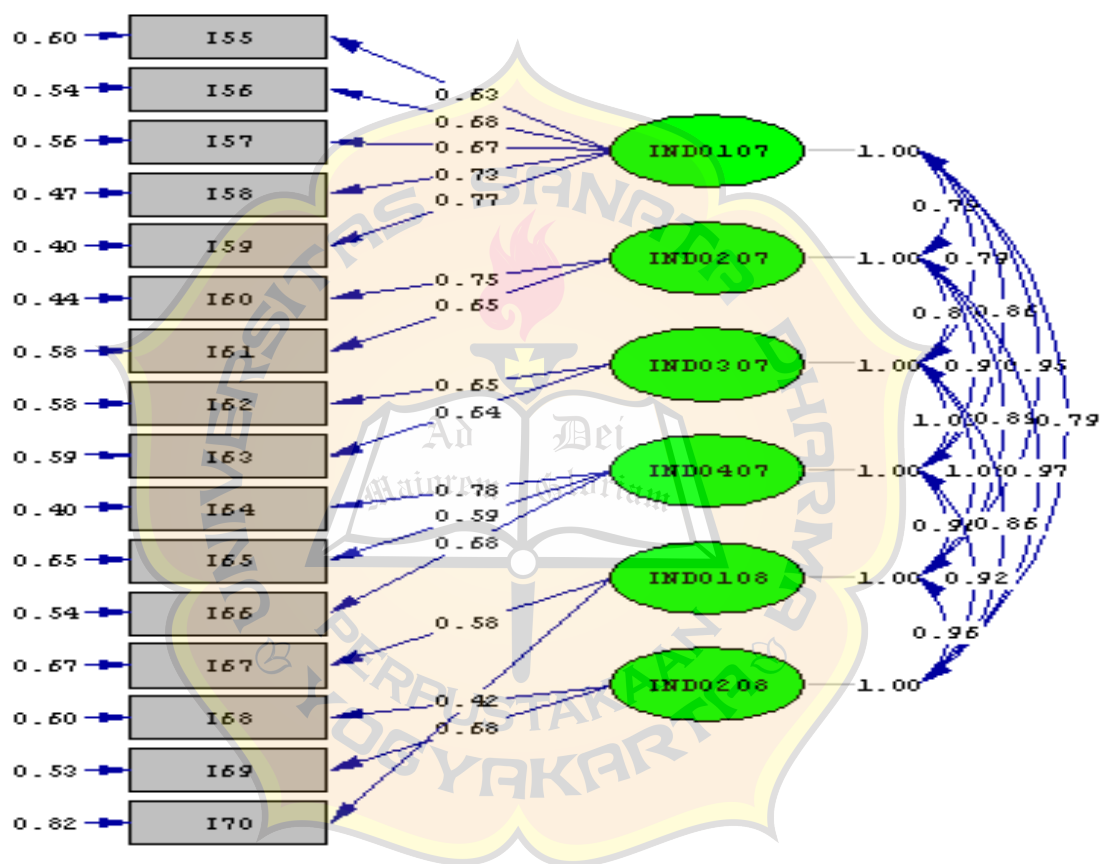 0.60 I55
0.54 I56
0.56 I57
0.47 I58
0.40 I59
0.44 I60
0.58 I61
0.58 I62
0.59 I63
0.40 I64
0.65 I65
0.54 I66
0.67 I67
0.60 I68
0.53 I69
0.82 I70
0.63
0.68
0.67
0.73
0.77
0.75
0.65
0.65
0.64
0.78
0.59
0.68
0.58
0.42
0.68
IND0107 1.00
IND0207 1.00
IND0307 1.00
IND0407 1.00
IND0108 1.00
IND0208 1.00
0.79
0.86
0.95
0.79
0.97
0.86
0.92
0.96
UNIVERSITAS SANATA DHARMA
Ad Dei
Maiorem Gloriam
PERPUSTAKAAN
YOGYAKARTA